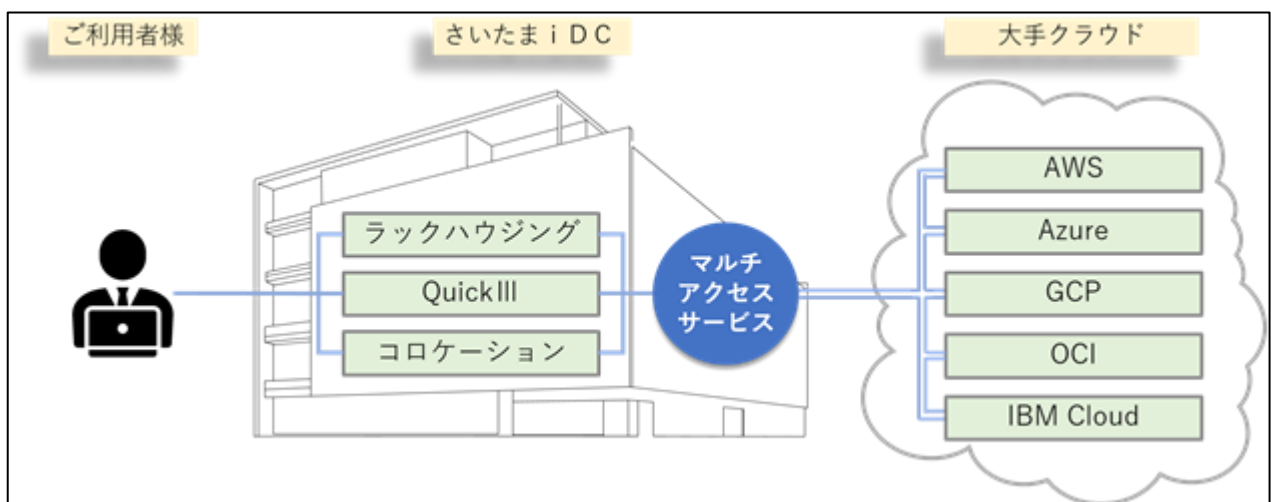 ご利用者様
さいたまｉＤＣ
大手クラウド
ラックハウジング
QuickIII
コロケーション
マルチ
アクセス
サービス
AWS
Azure
GCP
OCI
IBM Cloud